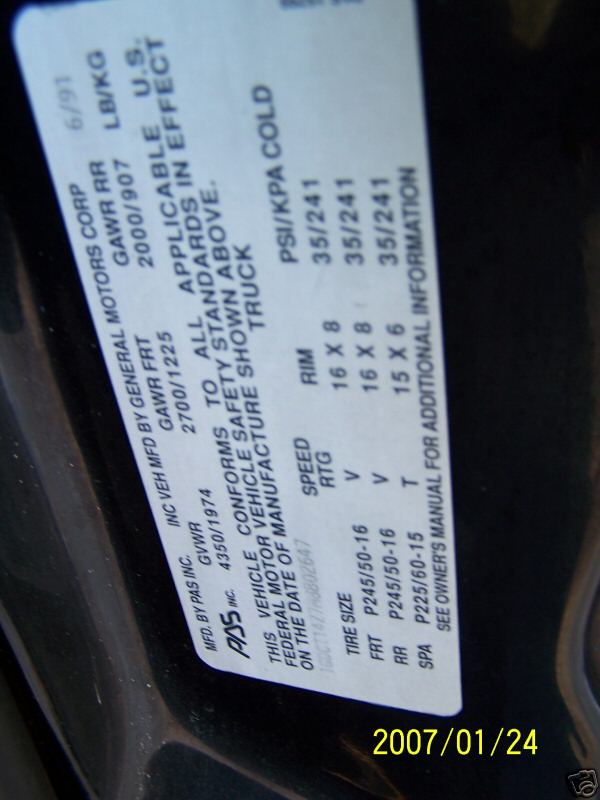 MFD. BY PAS INC. INC VEH MFD BY GENERAL MOTORS CORP 6/91
GVWR GAWR FRT GAWR RR LB/KG
PAS INC. 4350/1974 2700/1225 2000/907
THIS VEHICLE CONFORMS TO ALL APPLICABLE U.S.
FEDERAL MOTOR VEHICLE SAFETY STANDARDS IN EFFECT
ON THE DATE OF MANUFACTURE SHOWN ABOVE.
TRUCK
SPEED
TIRE SIZE RTG RIM PSI/KPA COLD
FRT P245/50-16 V 16 X 8 35/241
RR P245/50-16 V 16 X 8 35/241
SPA P225/60-15 T 15 X 6 35/241
SEE OWNER'S MANUAL FOR ADDITIONAL INFORMATION
2007/01/24